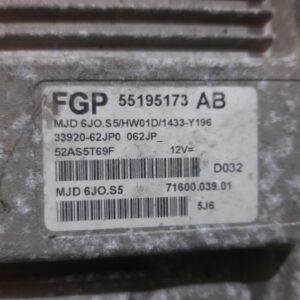 FGP 55195173 AB
MJD 6JO.S5/HW01D/1433-Y196
33920-62JP0 062JP_
52AS5T69F 12V=
D032
MJD 6JO.S5 71600.039.01
5J6